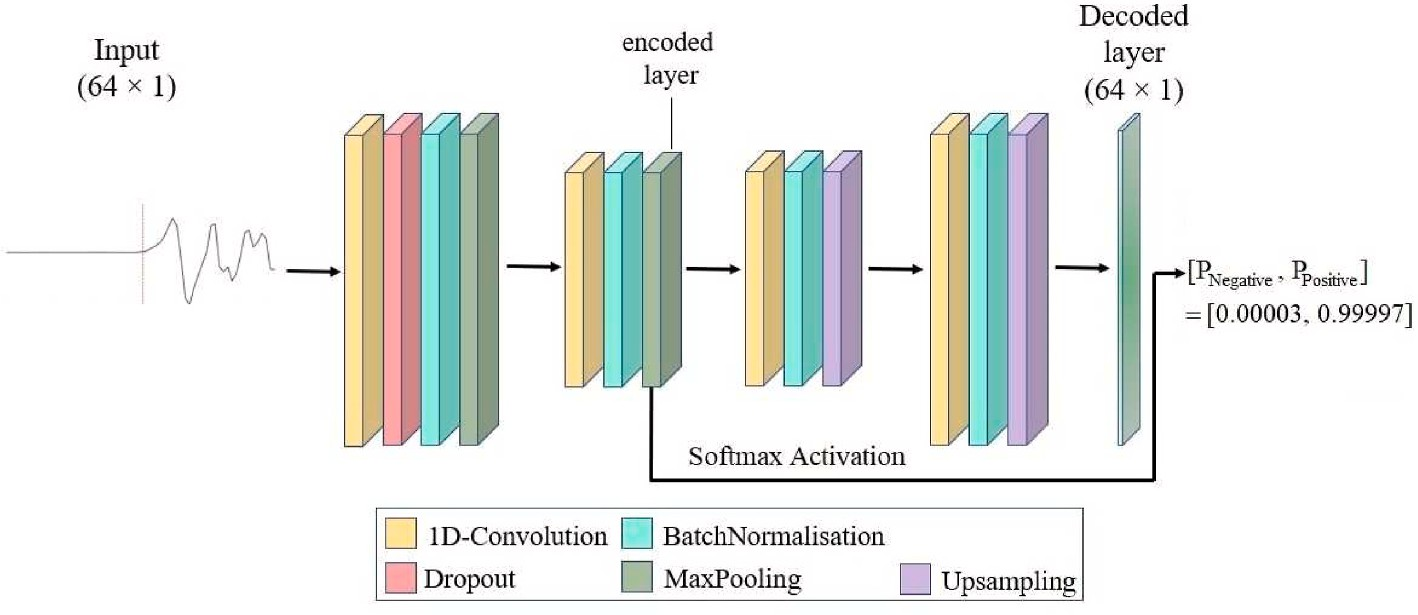 Input
(64 × 1)
encoded
layer
Decoded
layer
(64 × 1)
[P_Negative , P_Positive]
= [0.00003, 0.99997]
Softmax Activation
1D-Convolution
BatchNormalisation
Dropout
MaxPooling
Upsampling